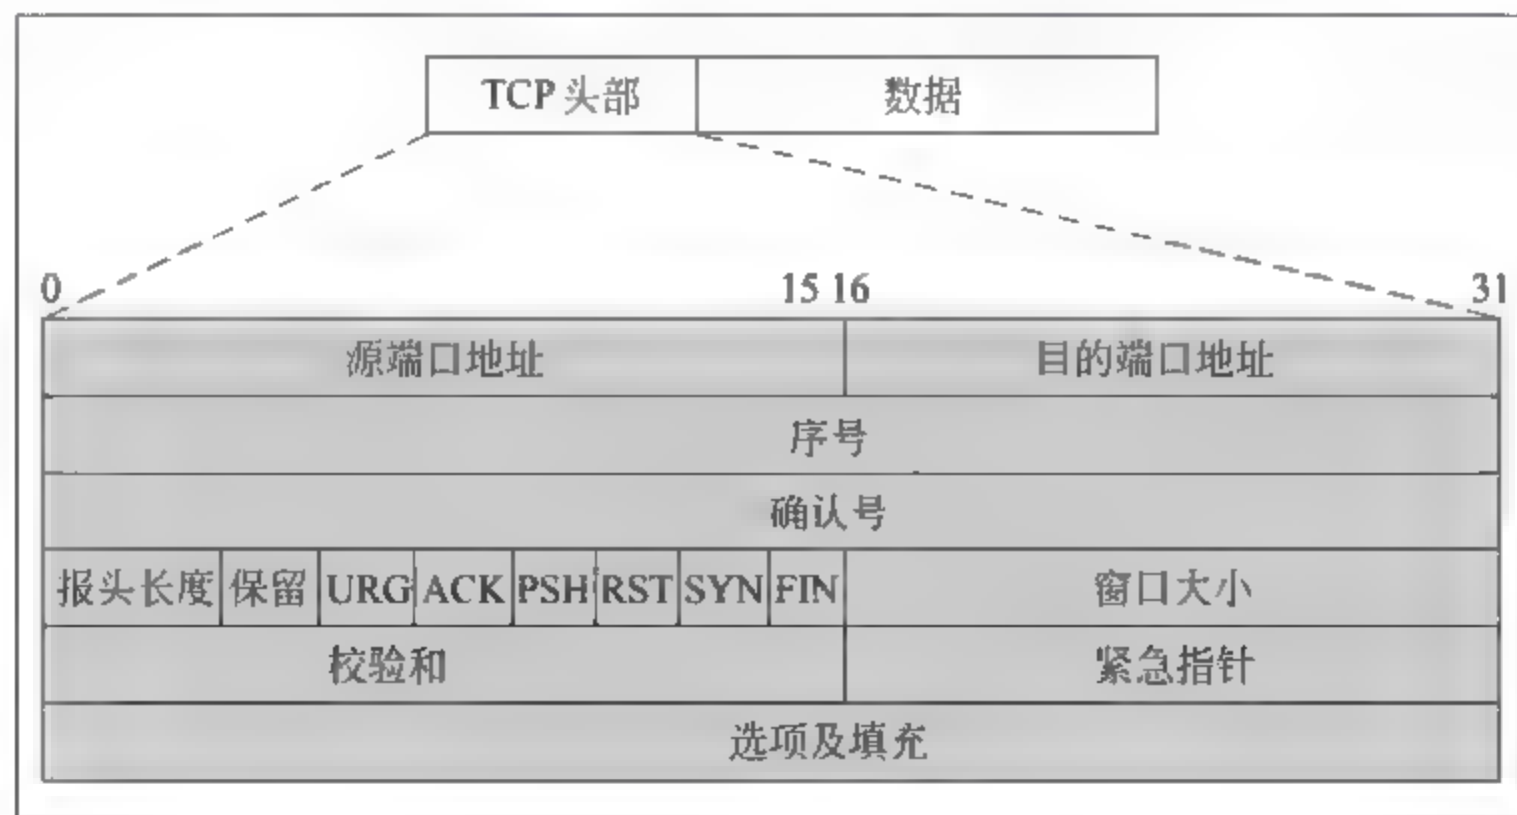 TCP 头部 数据
0 15 16 31
源端口地址 目的端口地址
序号
确认号
报头长度 保留 URG ACK PSH RST SYN FIN 窗口大小
校验和 紧急指针
选项及填充